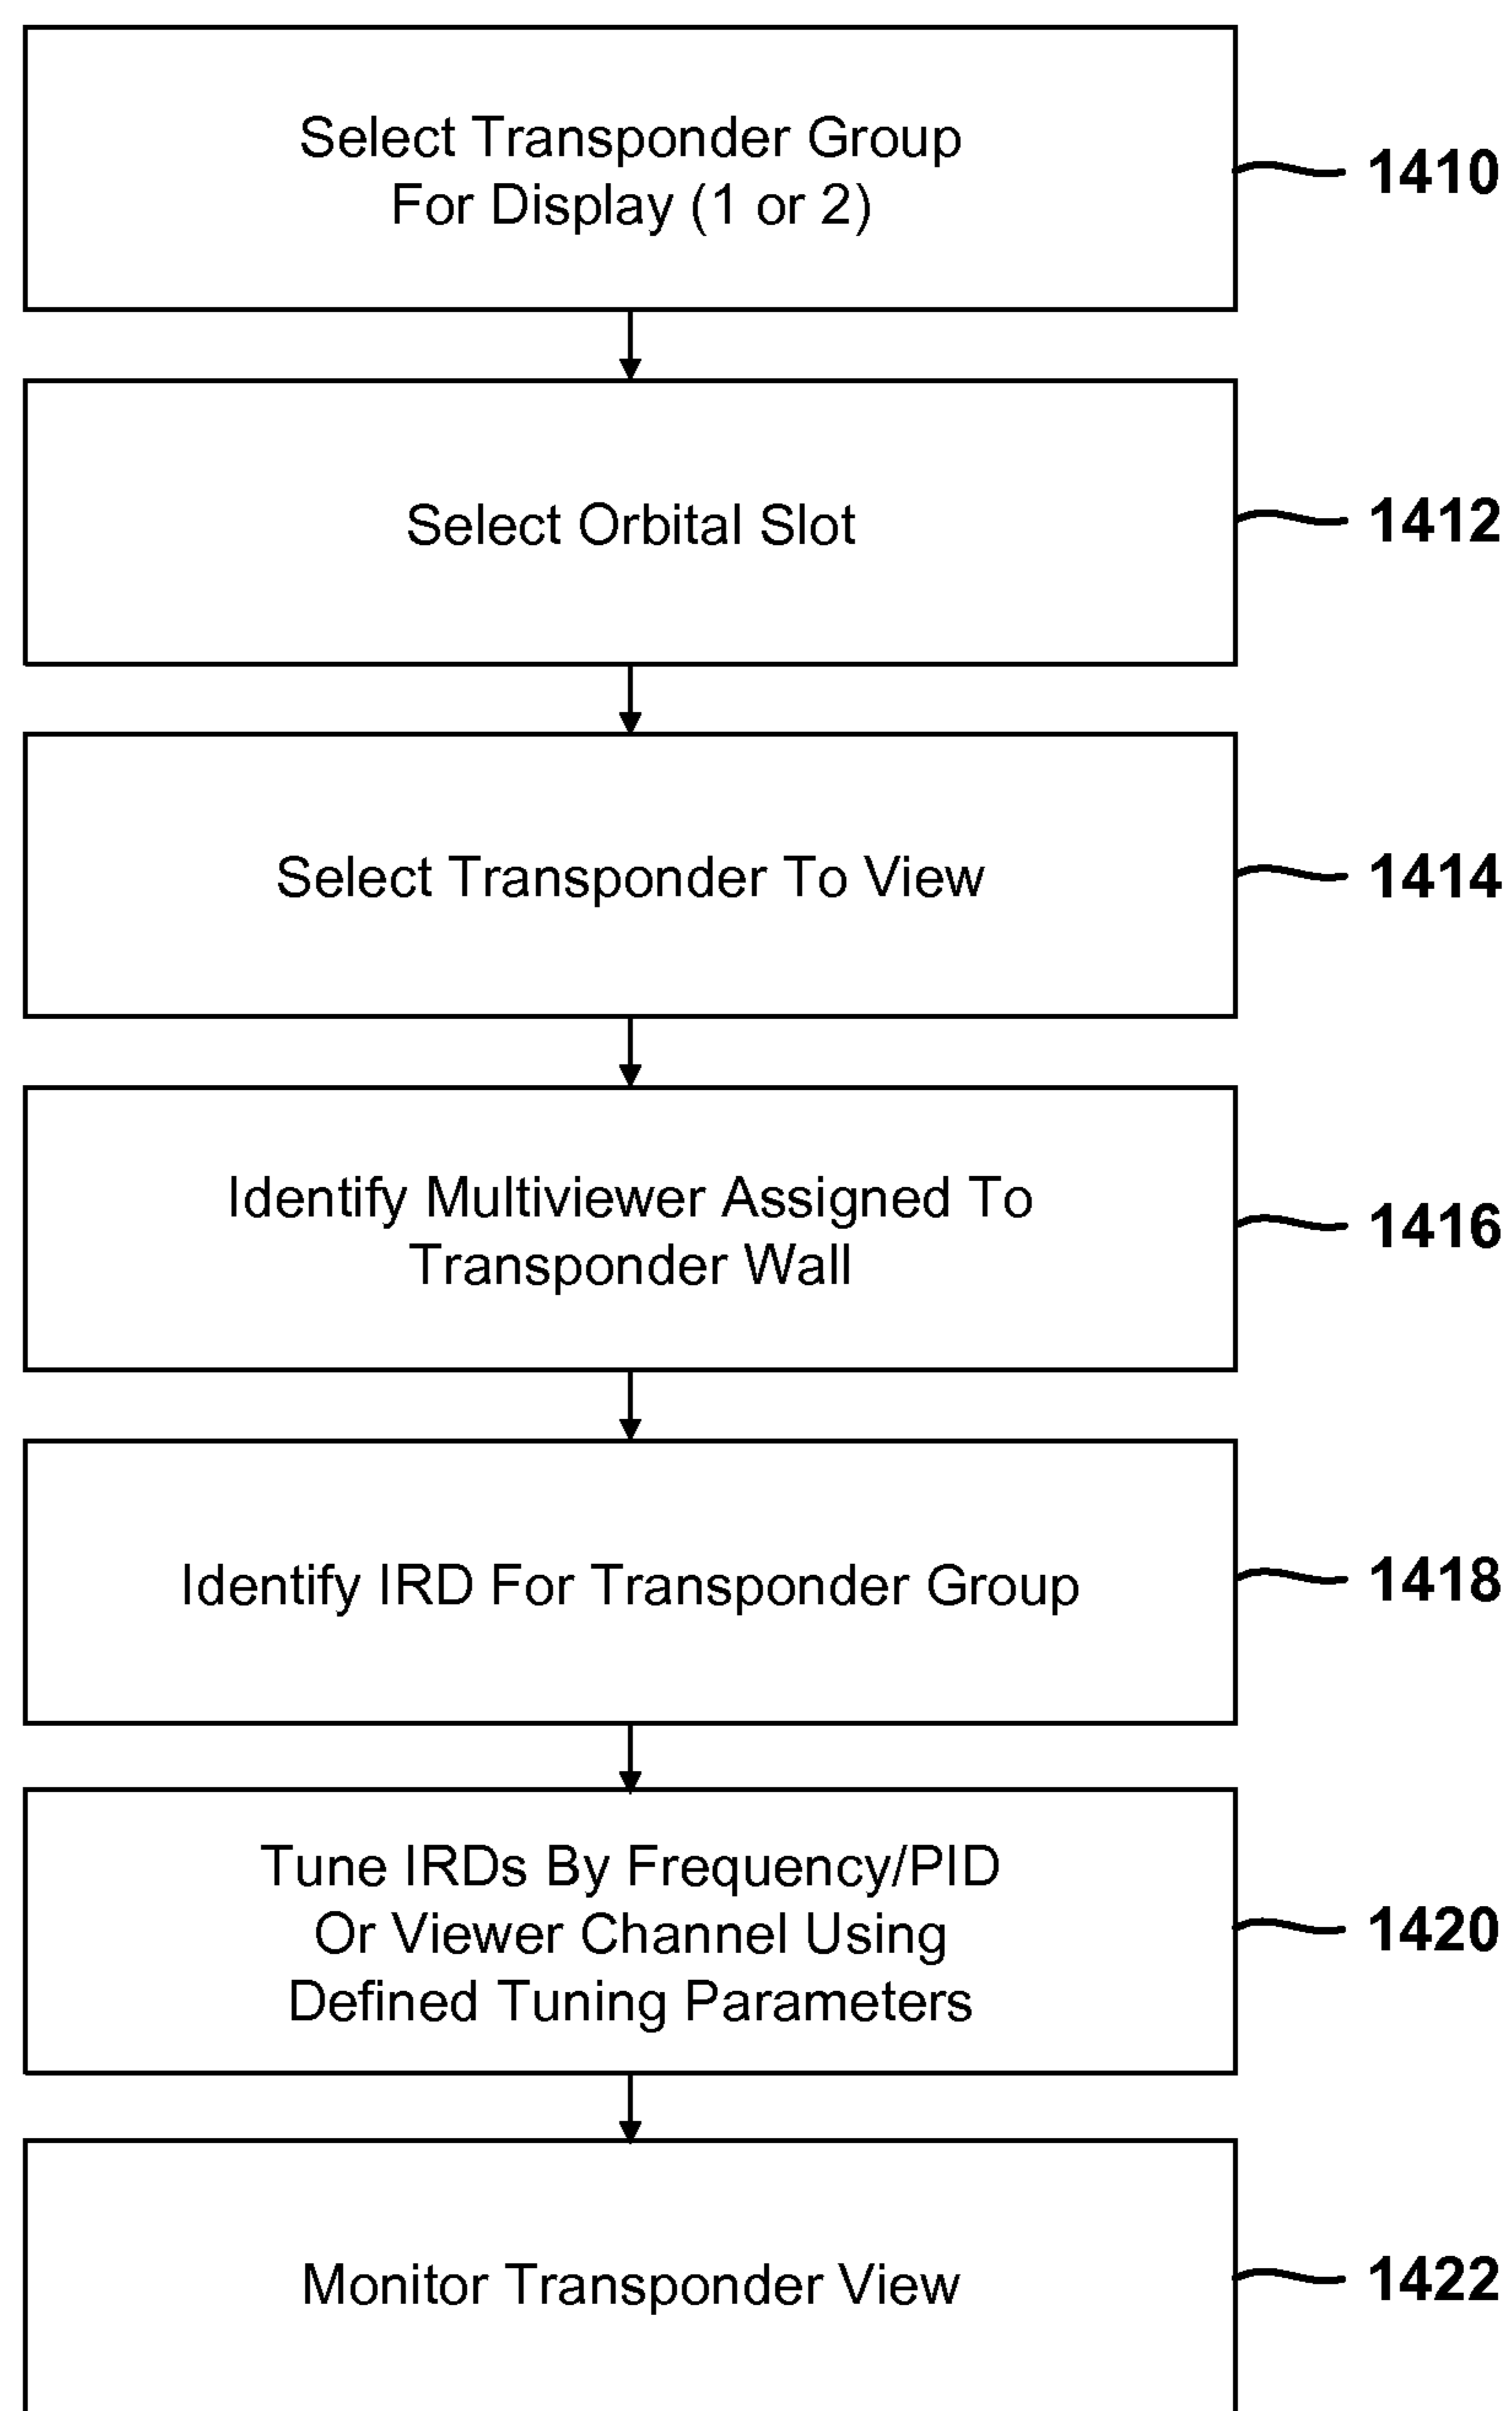 Select Transponder Group
For Display (1 or 2)
1410
Select Orbital Slot
1412
Select Transponder To View
1414
Identify Multiviewer Assigned To
Transponder Wall
1416
Identify IRD For Transponder Group
1418
Tune IRDs By Frequency/PID
Or Viewer Channel Using
Defined Tuning Parameters
1420
Monitor Transponder View
1422